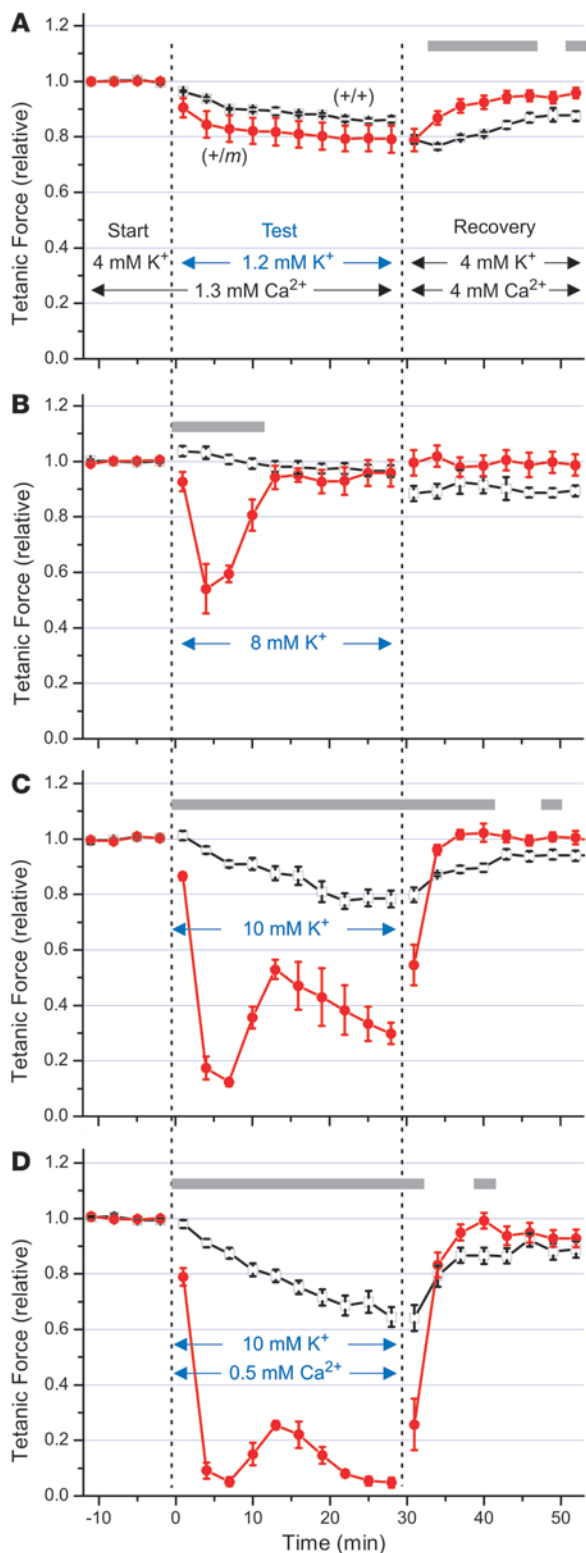 A
1.2
1.0
0.8
0.6
0.4
0.2
0.0
Tetanic Force (relative)
(+/+)
(+/m)
Start
Test
Recovery
4 mM K+
1.2 mM K+
4 mM K+
1.3 mM Ca2+
4 mM Ca2+
B
1.2
1.0
0.8
0.6
0.4
0.2
0.0
Tetanic Force (relative)
8 mM K+
C
1.2
1.0
0.8
0.6
0.4
0.2
0.0
Tetanic Force (relative)
10 mM K+
D
1.2
1.0
0.8
0.6
0.4
0.2
0.0
Tetanic Force (relative)
10 mM K+
0.5 mM Ca2+
-10 0 10 20 30 40 50
Time (min)